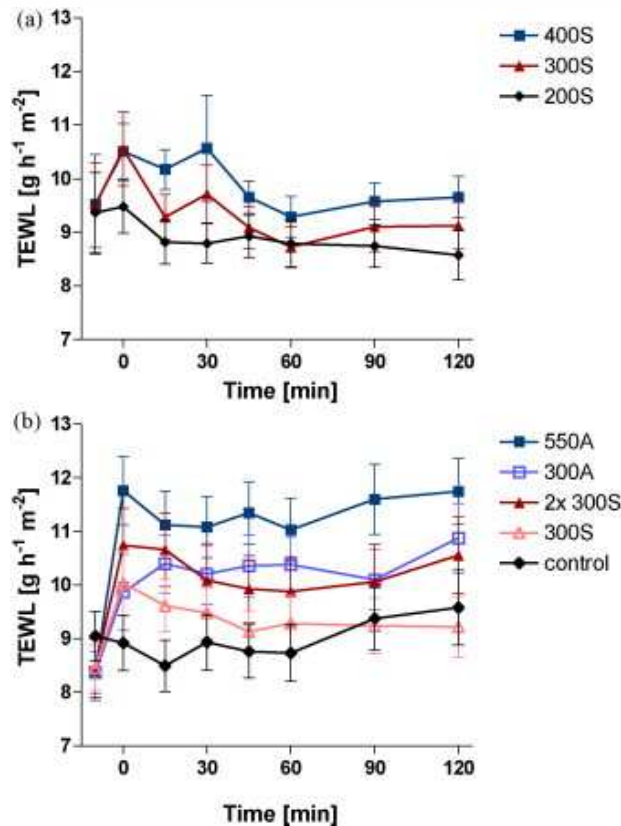 (a)
13
12
11
10
9
8
7
TEWL [g h⁻¹ m⁻²]
0 30 60 90 120
Time [min]
400S
300S
200S
(b)
13
12
11
10
9
8
7
TEWL [g h⁻¹ m⁻²]
0 30 60 90 120
Time [min]
550A
300A
2x 300S
300S
control